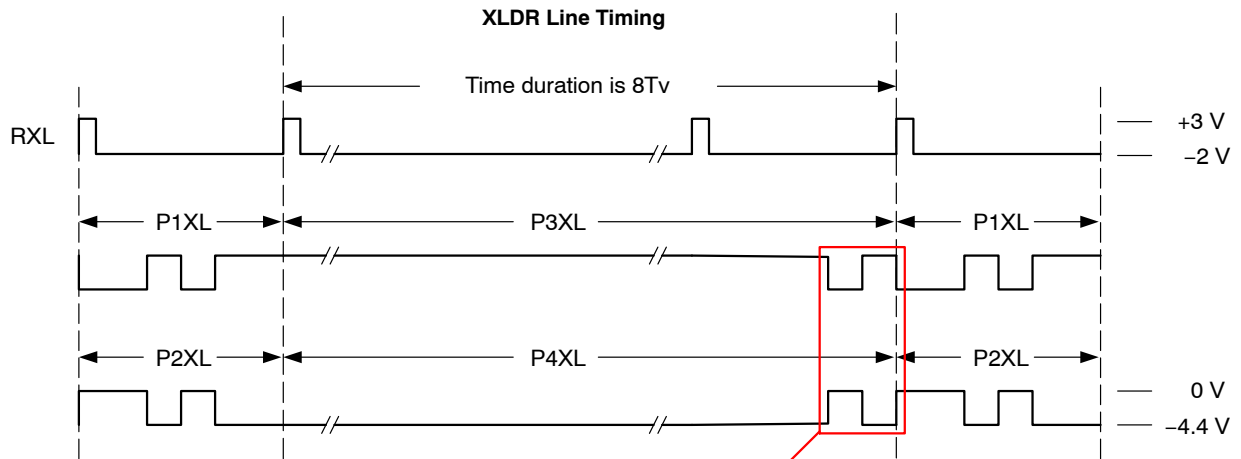 XLDR Line Timing
Time duration is 8Tv
RXL
+3 V
−2 V
P1XL
P3XL
P1XL
P2XL
P4XL
P2XL
0 V
−4.4 V